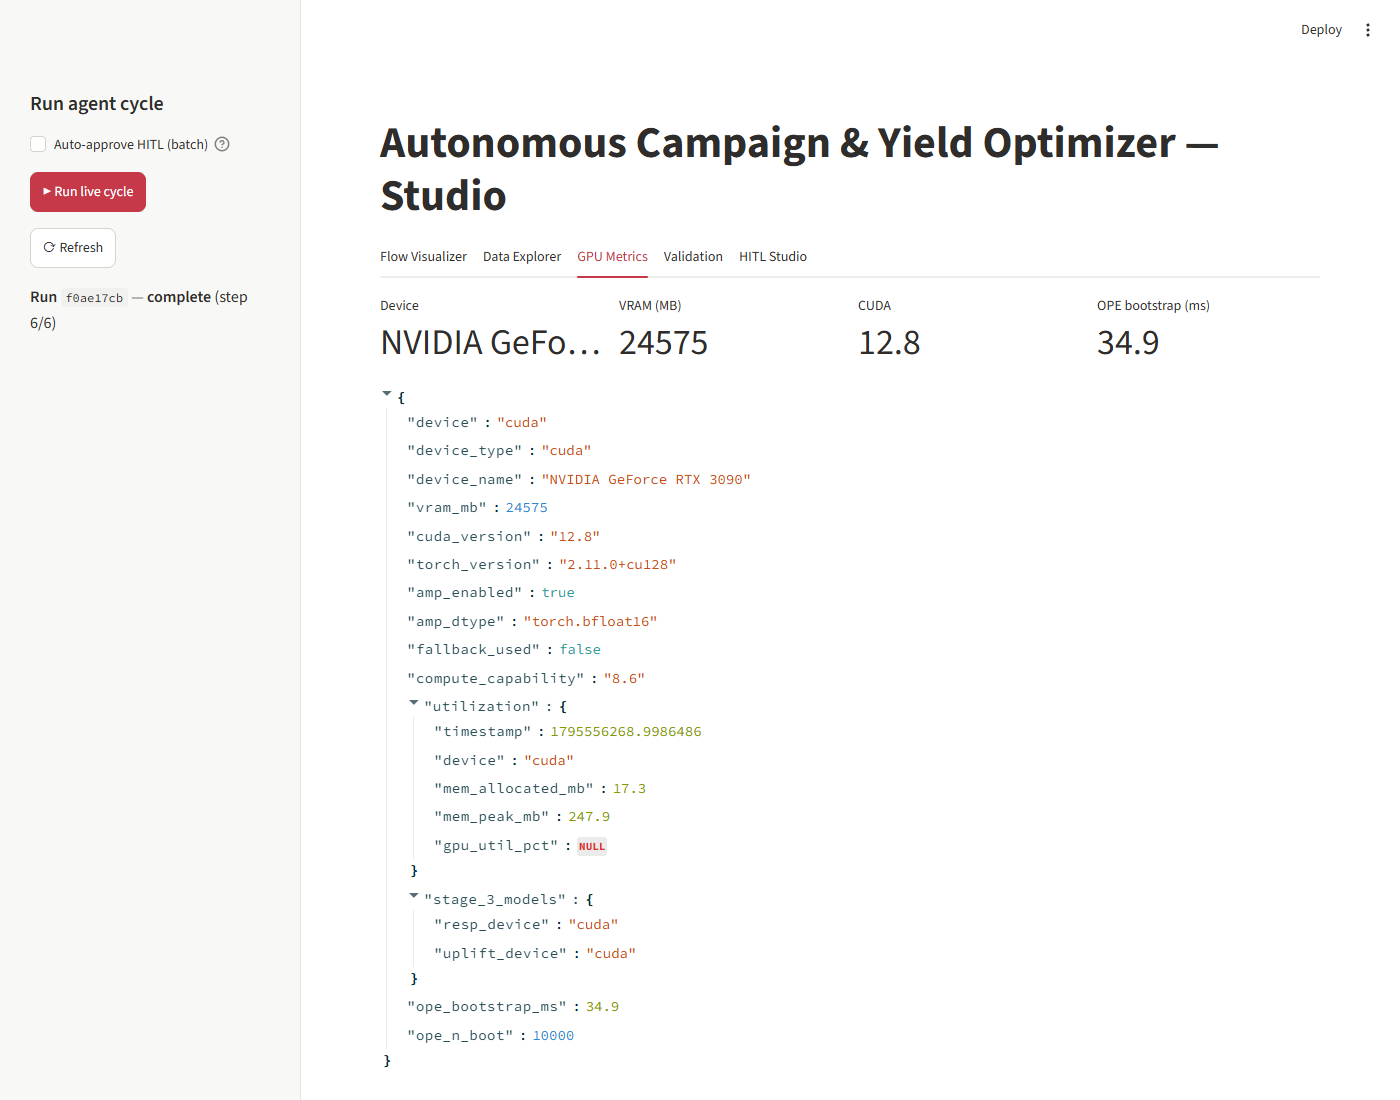 Deploy
Run agent cycle
Auto-approve HITL (batch)
Run live cycle
Refresh
Run f0ae17cb — complete (step
6/6)
Autonomous Campaign & Yield Optimizer —
Studio
Flow Visualizer Data Explorer GPU Metrics Validation HITL Studio
Device VRAM (MB) CUDA OPE bootstrap (ms)
NVIDIA GeFo... 24575 12.8 34.9
{
"device" : "cuda"
"device_type" : "cuda"
"device_name" : "NVIDIA GeForce RTX 3090"
"vram_mb" : 24575
"cuda_version" : "12.8"
"torch_version" : "2.11.0+cu128"
"amp_enabled" : true
"amp_dtype" : "torch.bfloat16"
"fallback_used" : false
"compute_capability" : "8.6"
"utilization" : {
"timestamp" : 1795556268.9986486
"device" : "cuda"
"mem_allocated_mb" : 17.3
"mem_peak_mb" : 247.9
"gpu_util_pct" : NULL
}
"stage_3_models" : {
"resp_device" : "cuda"
"uplift_device" : "cuda"
}
"ope_bootstrap_ms" : 34.9
"ope_n_boot" : 10000
}